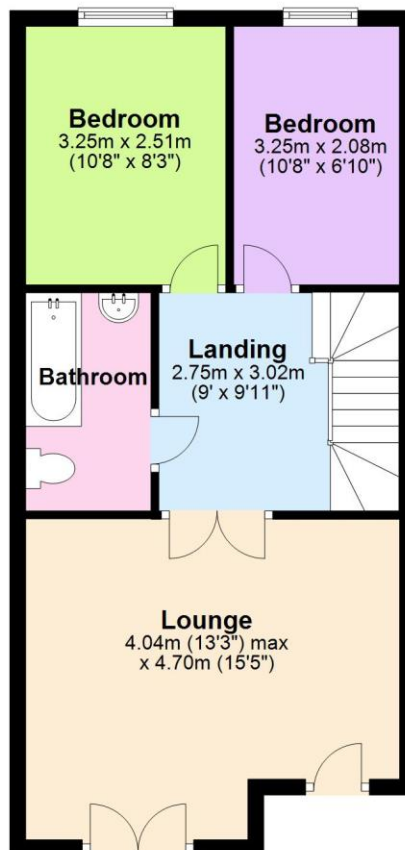 Bedroom
3.25m x 2.51m
(10'8" x 8'3")
Bedroom
3.25m x 2.08m
(10'8" x 6'10")
Bathroom
Landing
2.75m x 3.02m
(9' x 9'11")
Lounge
4.04m (13'3") max
x 4.70m (15'5")